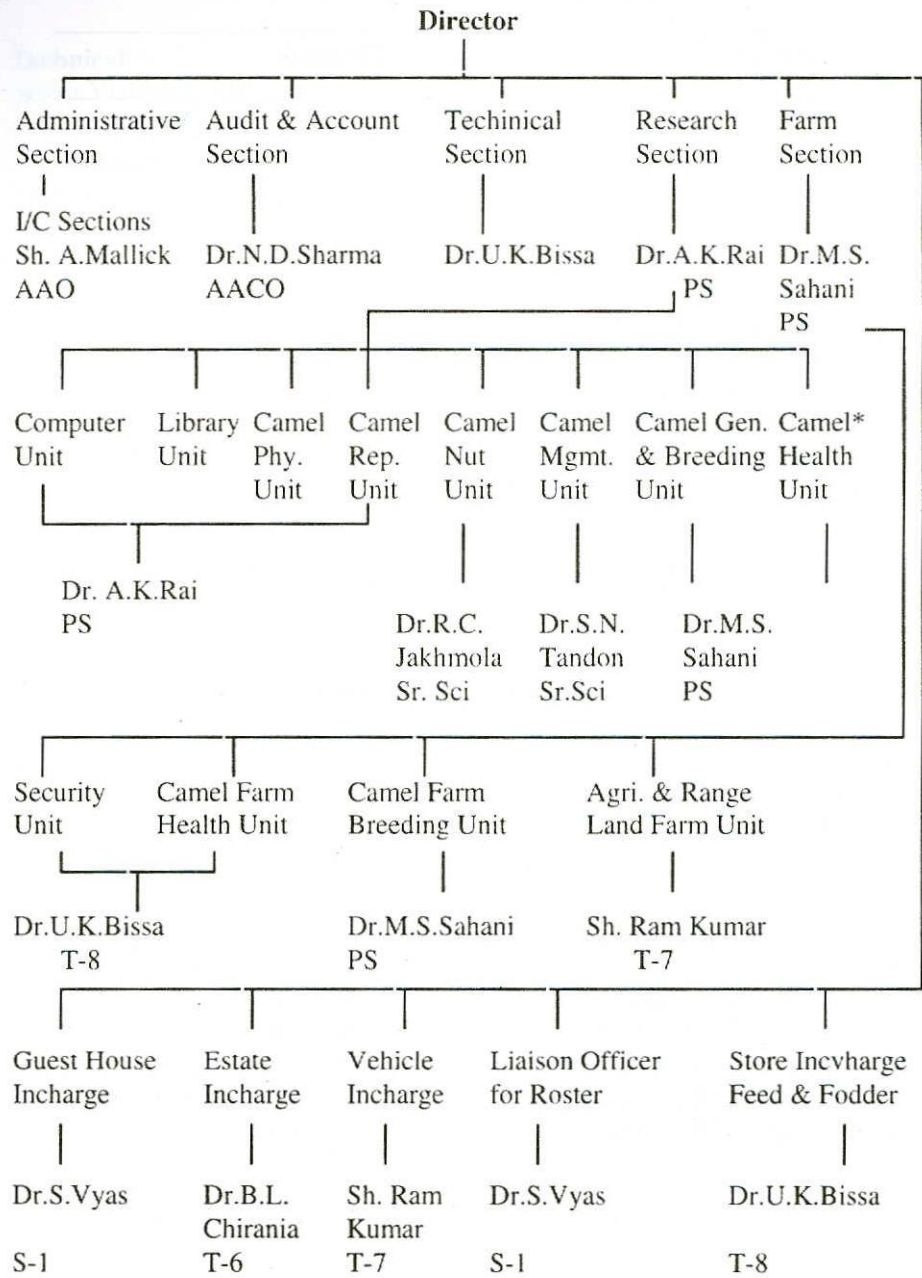 Director
Administrative Section
Audit & Account Section
Techinical Section
Research Section
Farm Section
I/C Sections
Sh. A.Mallick
AAO
Dr.N.D.Sharma
AACO
Dr.U.K.Bissa
Dr.A.K.Rai
PS
Dr.M.S.
Sahani
PS
Computer
Unit
Library
Unit
Camel
Phy.
Unit
Camel
Rep.
Unit
Camel
Nut
Unit
Camel
Mgmt.
Unit
Camel Gen.
& Breeding
Unit
Camel*
Health
Unit
Dr. A.K.Rai
PS
Dr.R.C.
Jakhmola
Sr. Sci
Dr.S.N.
Tandon
Sr.Sci
Dr.M.S.
Sahani
PS
Security
Unit
Camel Farm
Health Unit
Camel Farm
Breeding Unit
Agri. & Range
Land Farm Unit
Dr.U.K.Bissa
T-8
Dr.M.S.Sahani
PS
Sh. Ram Kumar
T-7
Guest House
Incharge
Estate
Incharge
Vehicle
Incharge
Liaison Officer
for Roster
Store Incvharge
Feed & Fodder
Dr.S.Vyas
S-1
Dr.B.L.
Chirania
T-6
Sh. Ram
Kumar
T-7
Dr.S.Vyas
S-1
Dr.U.K.Bissa
T-8